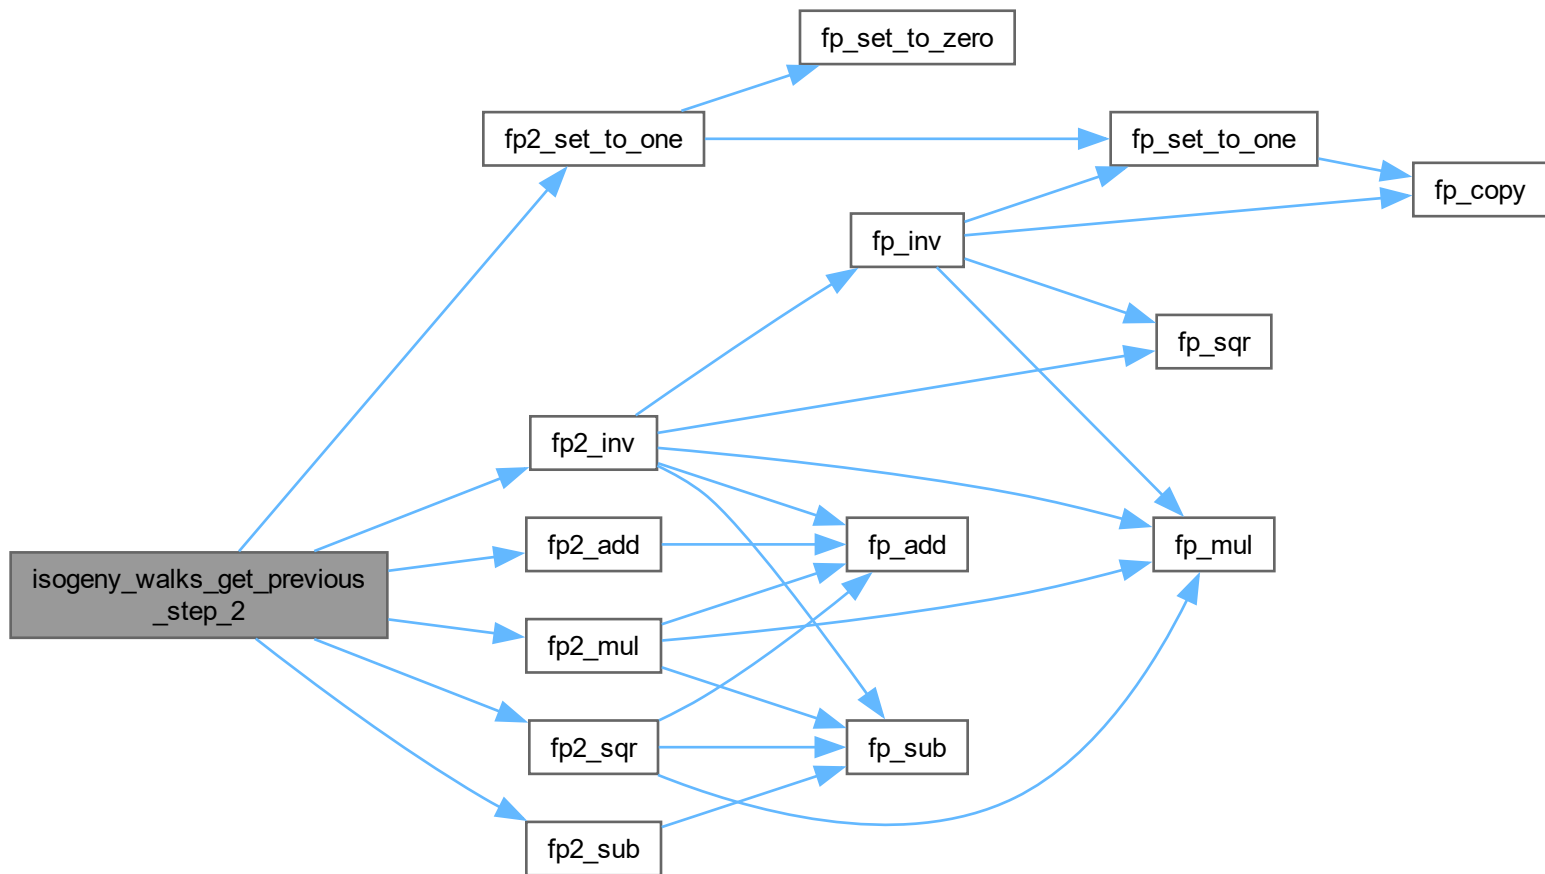 fp_set_to_zero
fp2_set_to_one
fp_set_to_one
fp_copy
fp_inv
fp_sqr
fp2_inv
fp2_add
fp_add
fp_mul
isogeny_walks_get_previous
_step_2
fp2_mul
fp2_sqr
fp_sub
fp2_sub